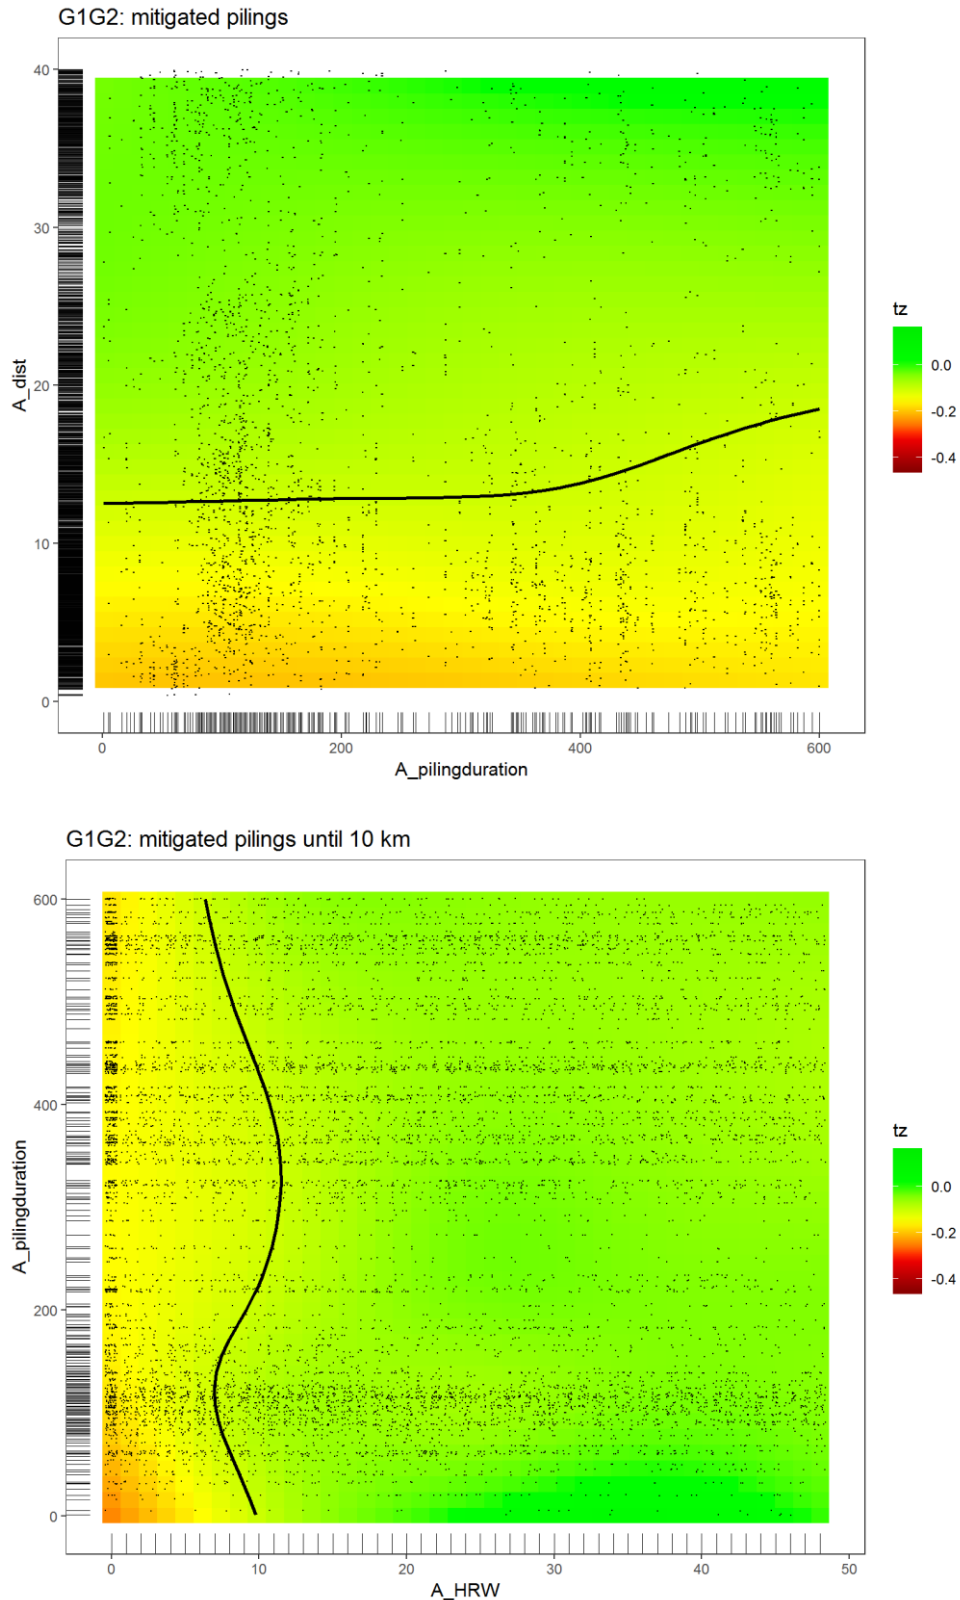 G1G2: mitigated pilings
40
30
20
10
0
A_dist
0 200 400 600
A_pilingduration
tz
0.0
-0.2
-0.4
G1G2: mitigated pilings until 10 km
600
400
200
0
A_pilingduration
0 10 20 30 40 50
A_HRW
tz
0.0
-0.2
-0.4